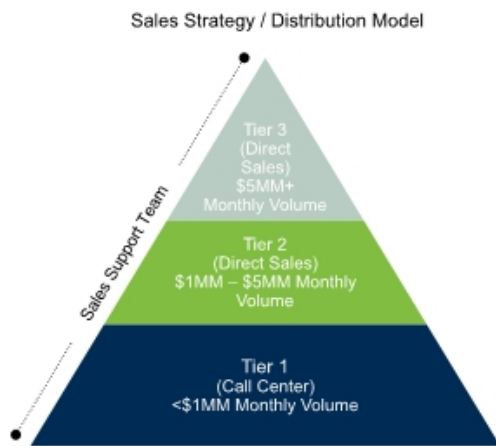 Sales Strategy / Distribution Model
Tier 3
(Direct
Sales)
$5MM+
Monthly Volume
Sales Support Team
Tier 2
(Direct Sales)
$1MM – $5MM Monthly
Volume
Tier 1
(Call Center)
<$1MM Monthly Volume